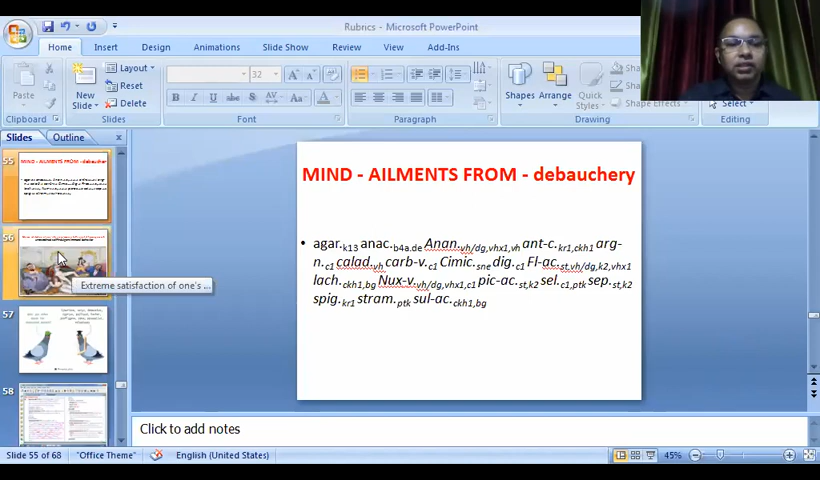 Rubrics - Microsoft PowerPoint
Home Insert Design Animations Slide Show Review View Add-Ins
Paste
Clipboard
New
Slide
Layout
Reset
Delete
Slides
32
B I U abc S AV Aa A
Font
Paragraph
Shapes Arrange Quick
Styles
Drawing
Select
Editing
Slides Outline
55
MIND - AILMENTS FROM - debauchery
56
Extreme satisfaction of one's ...
57
58
MIND - AILMENTS FROM - debauchery
• agar.k13 anac.b4a.de Anan.vh/dg,vhx1,vh ant-c.kr1,ckh1 arg-
n.c1 calad.vh carb-v.c1 Cimic.sne dig.c1 Fl-ac.st,vh/dg,k2,vhx1
lach.ckh1,bg Nux-v.vh/dg,vhx1,c1 pic-ac.st,k2 sel.c1,ptk sep.st,k2
spig.kr1 stram.ptk sul-ac.ckh1,bg
Click to add notes
Slide 55 of 68 "Office Theme" English (United States) 45%